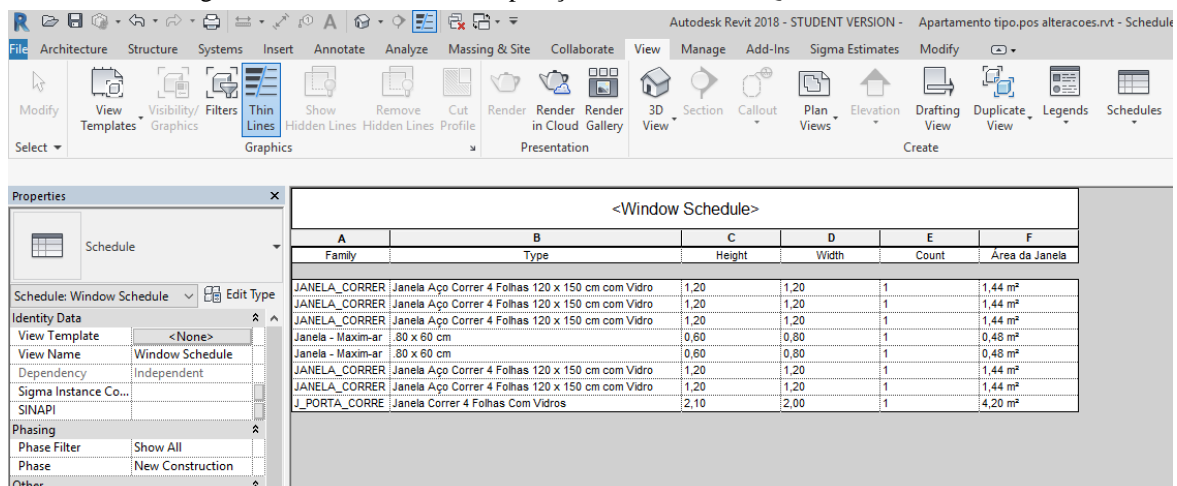 Autodesk Revit 2018 - STUDENT VERSION - Apartamento tipo.pos alteracoes.rvt - Schedule
File Architecture Structure Systems Insert Annotate Analyze Massing & Site Collaborate View Manage Add-Ins Sigma Estimates Modify
Modify View Visibility/ Filters Thin Show Remove Cut Render Render Render 3D Section Callout Plan Elevation Drafting Duplicate Legends Schedules
Templates Graphics Lines Hidden Lines Hidden Lines Profile in Cloud Gallery View Views View View
Select Graphics Presentation Create
Properties
<Window Schedule>
Schedule
A B C D E F
Family Type Height Width Count Área da Janela
Schedule: Window Schedule Edit Type
JANELA_CORRER Janela Aço Correr 4 Folhas 120 x 150 cm com Vidro 1,20 1,20 1 1,44 m²
JANELA_CORRER Janela Aço Correr 4 Folhas 120 x 150 cm com Vidro 1,20 1,20 1 1,44 m²
JANELA_CORRER Janela Aço Correr 4 Folhas 120 x 150 cm com Vidro 1,20 1,20 1 1,44 m²
Janela - Maxim-ar .80 x 60 cm 0,60 0,80 1 0,48 m²
Janela - Maxim-ar .80 x 60 cm 0,60 0,80 1 0,48 m²
JANELA_CORRER Janela Aço Correr 4 Folhas 120 x 150 cm com Vidro 1,20 1,20 1 1,44 m²
JANELA_CORRER Janela Aço Correr 4 Folhas 120 x 150 cm com Vidro 1,20 1,20 1 1,44 m²
J_PORTA_CORRE Janela Correr 4 Folhas Com Vidros 2,10 2,00 1 4,20 m²
Identity Data
View Template <None>
View Name Window Schedule
Dependency Independent
Sigma Instance Co...
SINAPI
Phasing
Phase Filter Show All
Phase New Construction
Other